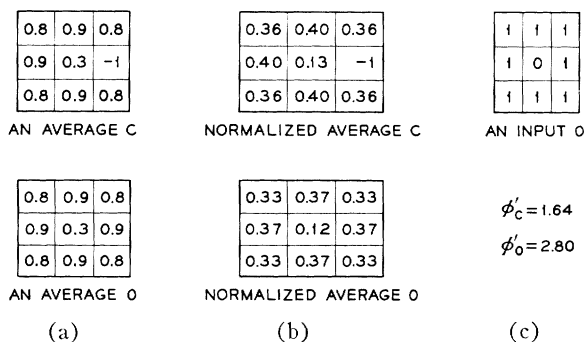 0.8 0.9 0.8 0.36 0.40 0.36 1 1 1
0.9 0.3 -1 0.40 0.13 -1 1 0 1
0.8 0.9 0.8 0.36 0.40 0.36 1 1 1
AN AVERAGE C NORMALIZED AVERAGE C AN INPUT O
0.8 0.9 0.8 0.33 0.37 0.33
0.9 0.3 0.9 0.37 0.12 0.37 ϕ′C = 1.64
0.8 0.9 0.8 0.33 0.37 0.33 ϕ′O = 2.80
AN AVERAGE O NORMALIZED AVERAGE O
(a) (b) (c)